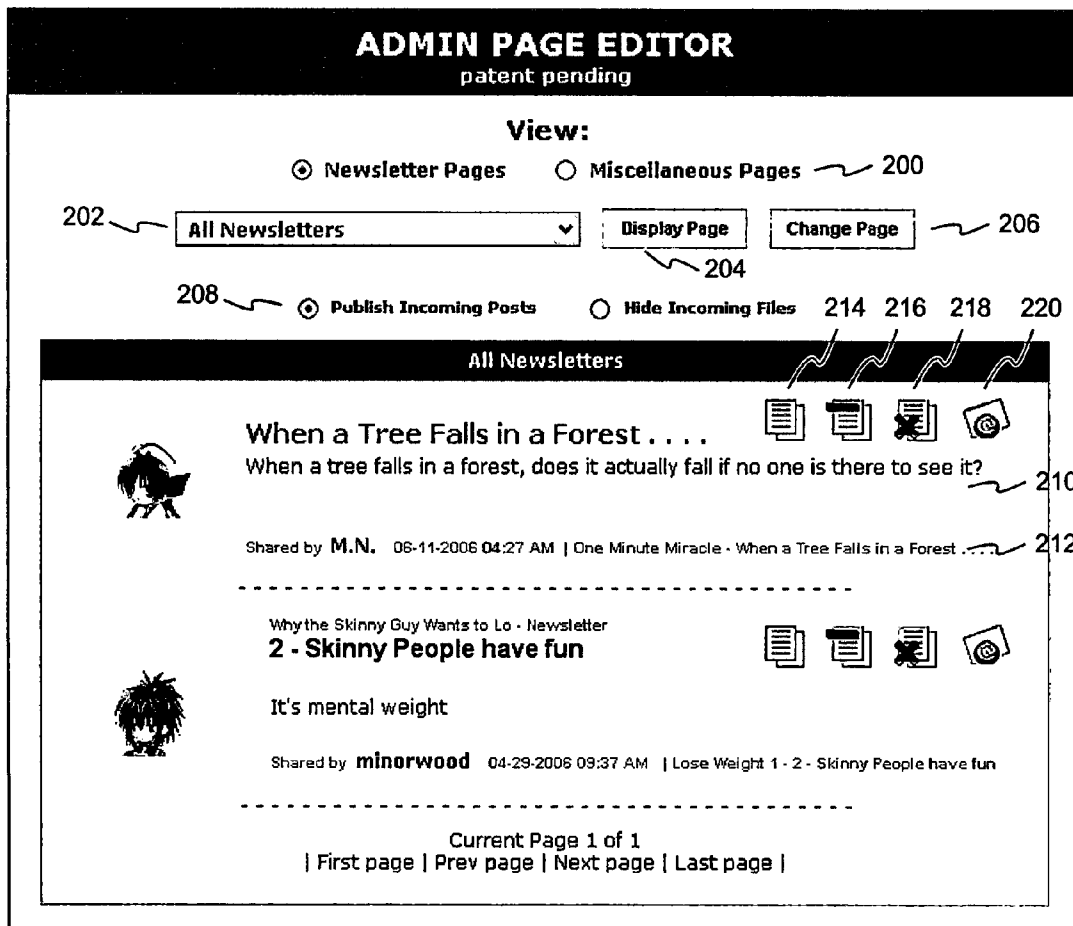 ADMIN PAGE EDITOR
patent pending
View:
Newsletter Pages Miscellaneous Pages 200
202 All Newsletters Display Page Change Page 206
204
208 Publish Incoming Posts Hide Incoming Files 214 216 218 220
All Newsletters
When a Tree Falls in a Forest . . . .
When a tree falls in a forest, does it actually fall if no one is there to see it?
210
Shared by M.N. 06-11-2006 04:27 AM | One Minute Miracle - When a Tree Falls in a Forest . . . . 212
Why the Skinny Guy Wants to Lo - Newsletter
2 - Skinny People have fun
It's mental weight
Shared by minorwood 04-29-2006 09:37 AM | Lose Weight 1 - 2 - Skinny People have fun
Current Page 1 of 1
| First page | Prev page | Next page | Last page |